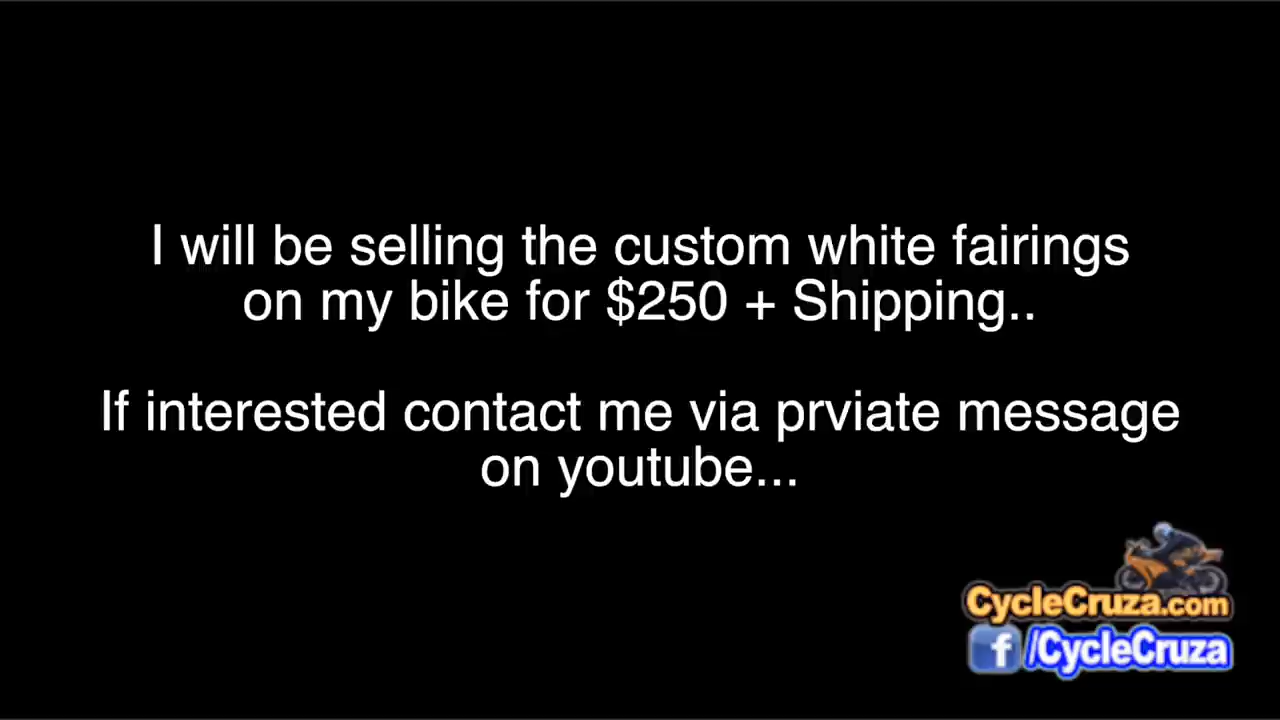 I will be selling the custom white fairings
on my bike for $250 + Shipping..
If interested contact me via prviate message
on youtube...
CycleCruza.com
f/CycleCruza